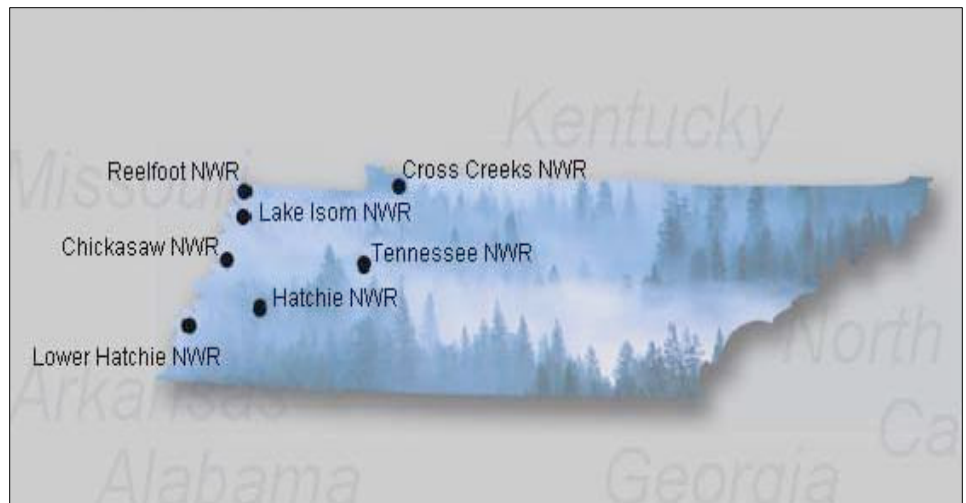 Kentucky
Missouri
Reelfoot NWR
Cross Creeks NWR
Lake Isom NWR
Chickasaw NWR
Tennessee NWR
Hatchie NWR
Lower Hatchie NWR
North
Arkansas
Ca
Alabama
Georgia